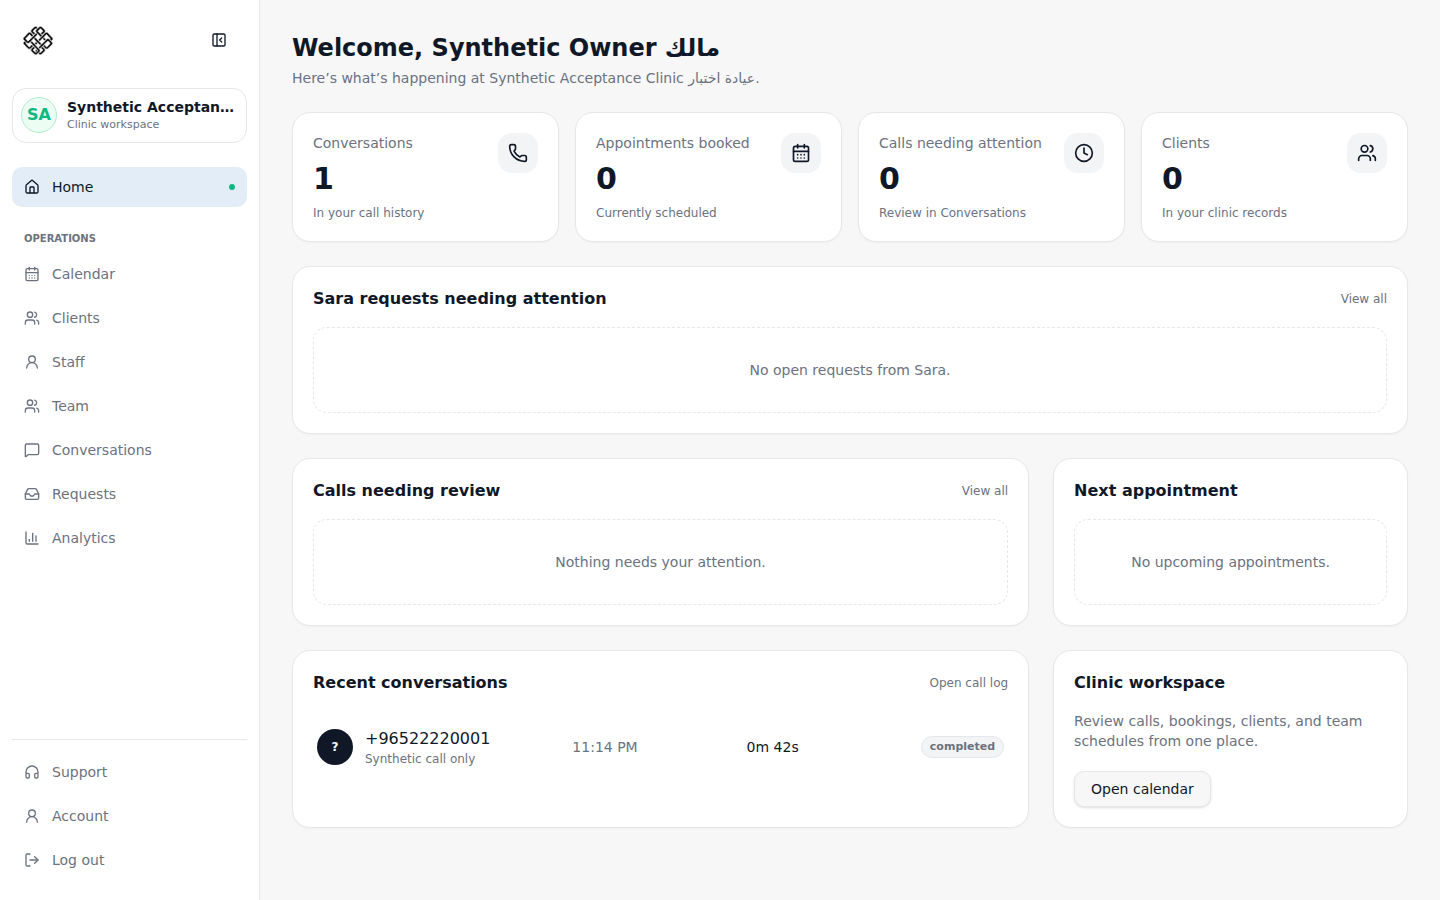 SA
Synthetic Acceptan...
Clinic workspace
Home
OPERATIONS
Calendar
Clients
Staff
Team
Conversations
Requests
Analytics
Support
Account
Log out
Welcome, Synthetic Owner مالك
Here’s what’s happening at Synthetic Acceptance Clinic عيادة اختبار.
Conversations
1
In your call history
Appointments booked
0
Currently scheduled
Calls needing attention
0
Review in Conversations
Clients
0
In your clinic records
Sara requests needing attention
View all
No open requests from Sara.
Calls needing review
View all
Nothing needs your attention.
Next appointment
No upcoming appointments.
Recent conversations
Open call log
?
+96522220001
Synthetic call only
11:14 PM
0m 42s
completed
Clinic workspace
Review calls, bookings, clients, and team
schedules from one place.
Open calendar